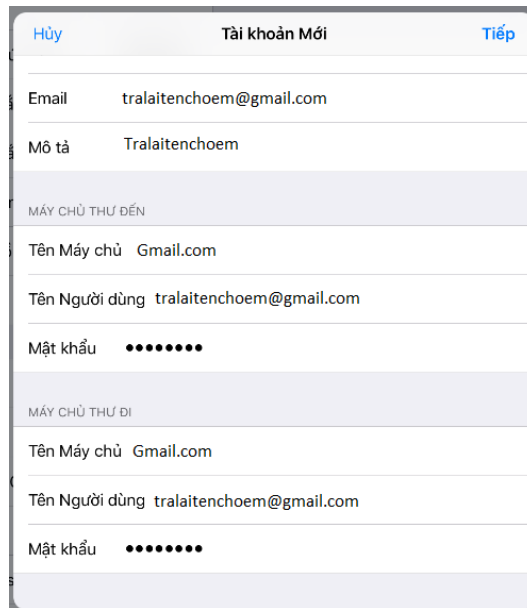 Hủy Tài khoản Mới Tiếp
Email tralaitenchoem@gmail.com
Mô tả Tralaitenchoem
MÁY CHỦ THƯ ĐẾN
Tên Máy chủ Gmail.com
Tên Người dùng tralaitenchoem@gmail.com
Mật khẩu ●●●●●●●●
MÁY CHỦ THƯ ĐI
Tên Máy chủ Gmail.com
Tên Người dùng tralaitenchoem@gmail.com
Mật khẩu ●●●●●●●●